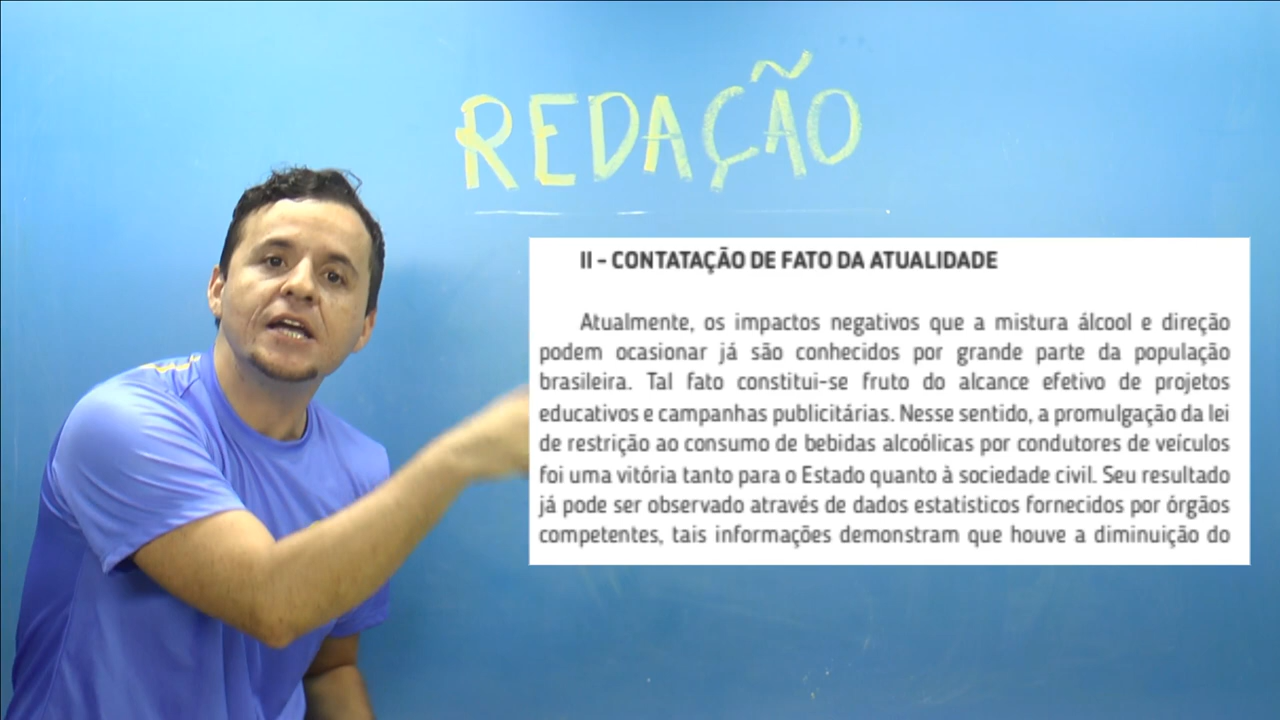 REDAÇÃO
II - CONTATAÇÃO DE FATO DA ATUALIDADE
Atualmente, os impactos negativos que a mistura álcool e direção
podem ocasionar já são conhecidos por grande parte da população
brasileira. Tal fato constitui-se fruto do alcance efetivo de projetos
educativos e campanhas publicitárias. Nesse sentido, a promulgação da lei
de restrição ao consumo de bebidas alcoólicas por condutores de veículos
foi uma vitória tanto para o Estado quanto à sociedade civil. Seu resultado
já pode ser observado através de dados estatísticos fornecidos por órgãos
competentes, tais informações demonstram que houve a diminuição do